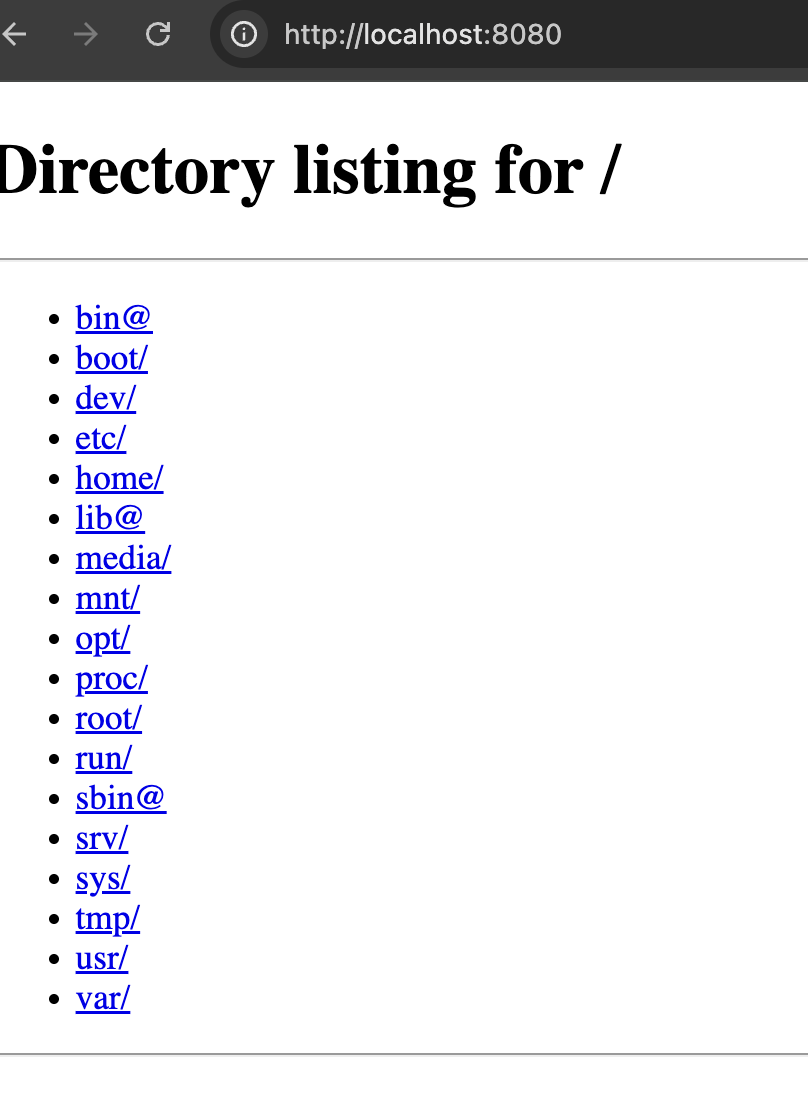 http://localhost:8080
Directory listing for /
bin@
boot/
dev/
etc/
home/
lib@
media/
mnt/
opt/
proc/
root/
run/
sbin@
srv/
sys/
tmp/
usr/
var/